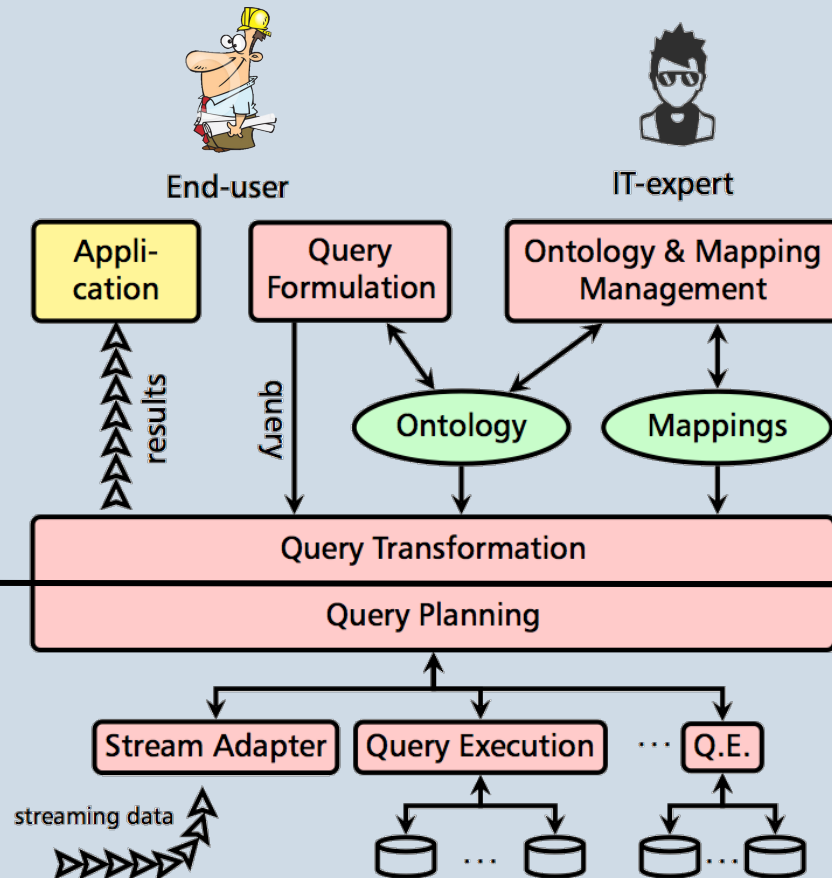 End-user
IT-expert
Appli-
cation
Query
Formulation
Ontology & Mapping
Management
results
query
Ontology
Mappings
Query Transformation
Query Planning
Stream Adapter
Query Execution
...
Q.E.
streaming data
...
...